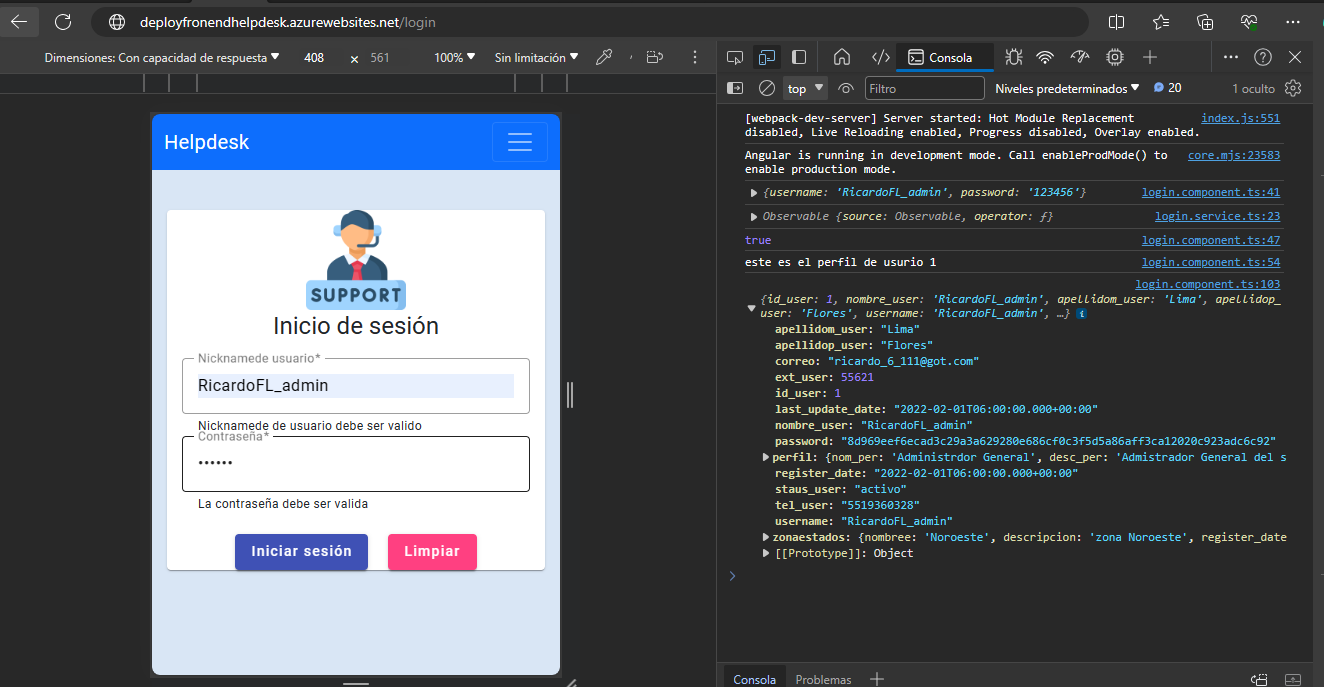 deployfronendhelpdesk.azurewebsites.net/login
Dimensiones: Con capacidad de respuesta 408 × 561 100% Sin limitación
Consola
top Filtro Niveles predeterminados 20 1 oculto
Helpdesk
SUPPORT
Inicio de sesión
Nicknamede usuario*
RicardoFL_admin
Nicknamede de usuario debe ser valido
Contraseña*
••••••
La contraseña debe ser valida
Iniciar sesión Limpiar
[webpack-dev-server] Server started: Hot Module Replacement index.js:551
disabled, Live Reloading enabled, Progress disabled, Overlay enabled.
Angular is running in development mode. Call enableProdMode() to core.mjs:23583
enable production mode.
{username: 'RicardoFL_admin', password: '123456'} login.component.ts:41
Observable {source: Observable, operator: ƒ} login.service.ts:23
true login.component.ts:47
este es el perfil de usurio 1 login.component.ts:54
login.component.ts:103
{id_user: 1, nombre_user: 'RicardoFL_admin', apellidom_user: 'Lima', apellidop_
user: 'Flores', username: 'RicardoFL_admin', …} i
apellidom_user: "Lima"
apellidop_user: "Flores"
correo: "ricardo_6_111@got.com"
ext_user: 55621
id_user: 1
last_update_date: "2022-02-01T06:00:00.000+00:00"
nombre_user: "RicardoFL_admin"
password: "8d969eef6ecad3c29a3a629280e686cf0c3f5d5a86aff3ca12020c923adc6c92"
perfil: {nom_per: 'Administrdor General', desc_per: 'Admistrador General del s
register_date: "2022-02-01T06:00:00.000+00:00"
staus_user: "activo"
tel_user: "5519360328"
username: "RicardoFL_admin"
zonaestados: {nombree: 'Noroeste', descripcion: 'zona Noroeste', register_date
[[Prototype]]: Object
Consola Problemas